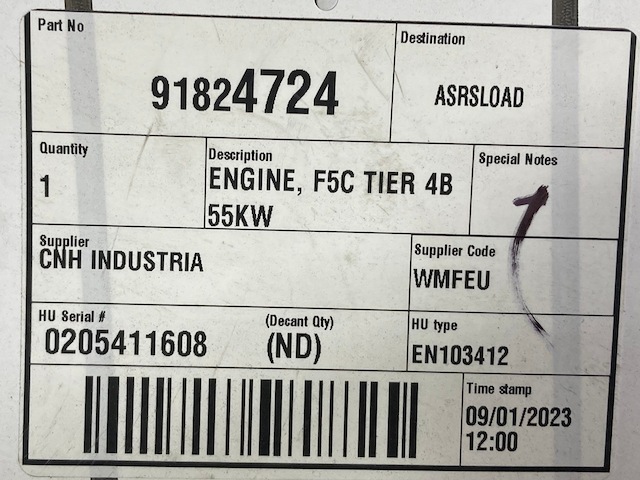 Part No
91824724
Destination
ASRSLOAD
Quantity
1
Description
ENGINE, F5C TIER 4B
55KW
Special Notes
1
Supplier
CNH INDUSTRIA
Supplier Code
WMFEU
HU Serial #
0205411608
(Decant Qty)
(ND)
HU type
EN103412
Time stamp
09/01/2023
12:00